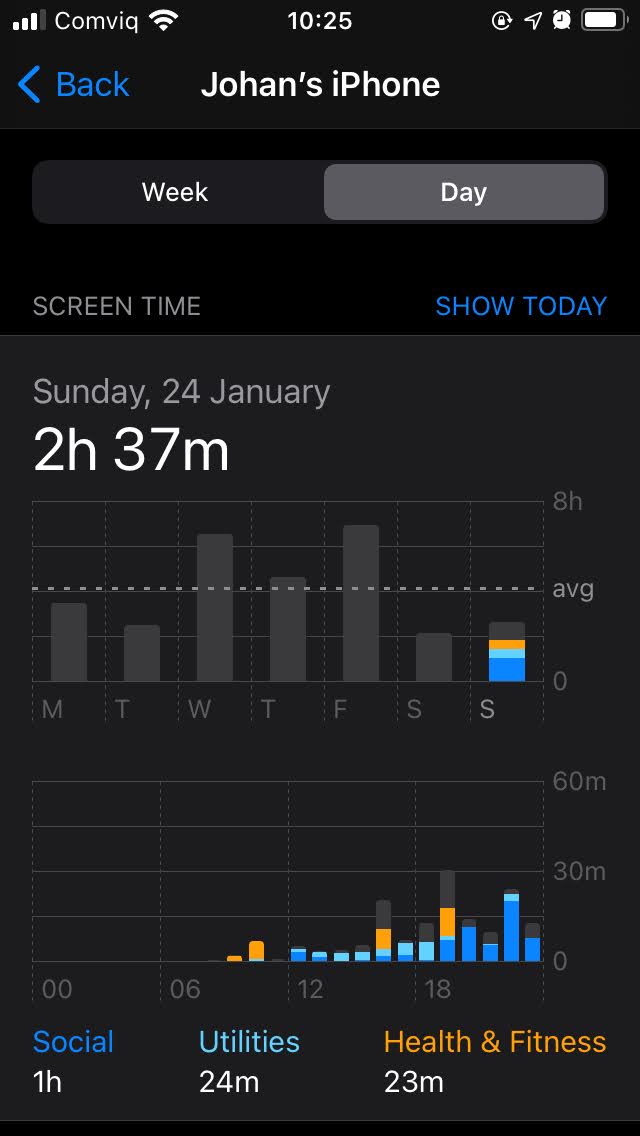 Comviq 10:25
Back Johan’s iPhone
Week Day
SCREEN TIME SHOW TODAY
Sunday, 24 January
2h 37m
8h
avg
0
M T W T F S S
60m
30m
0
00 06 12 18
Social Utilities Health & Fitness
1h 24m 23m